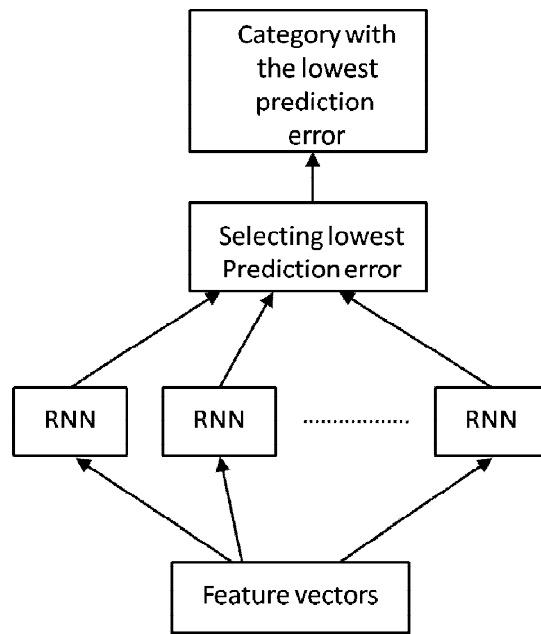 Category with
the lowest
prediction
error
Selecting lowest
Prediction error
RNN
RNN
....................
RNN
Feature vectors